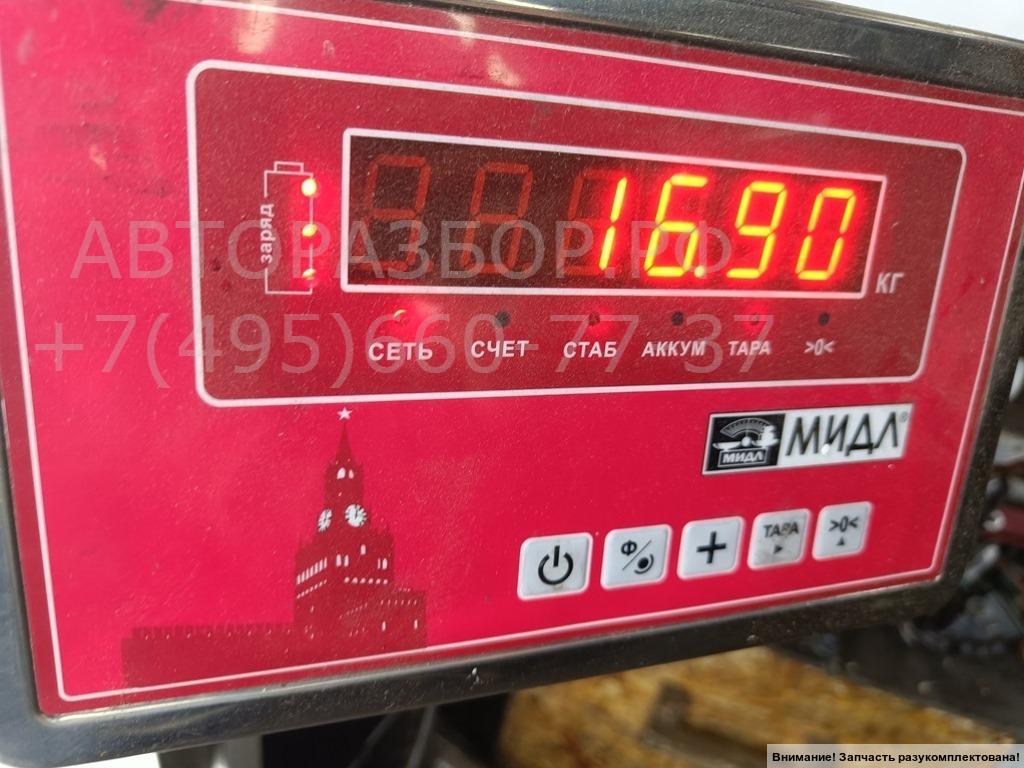 заряд
16.90
кг
АВТОРАЗБОР.РФ
+7(495)660-77-37
СЕТЬ СЧЕТ СТАБ АККУМ ТАРА >0<
МИДЛ МИДЛ®
Ф ТАРА >0<
Внимание! Запчасть разукомплектована!